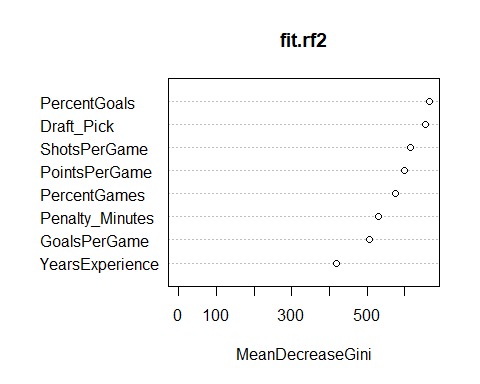 fit.rf2
PercentGoals
Draft_Pick
ShotsPerGame
PointsPerGame
PercentGames
Penalty_Minutes
GoalsPerGame
YearsExperience
0 100 300 500
MeanDecreaseGini